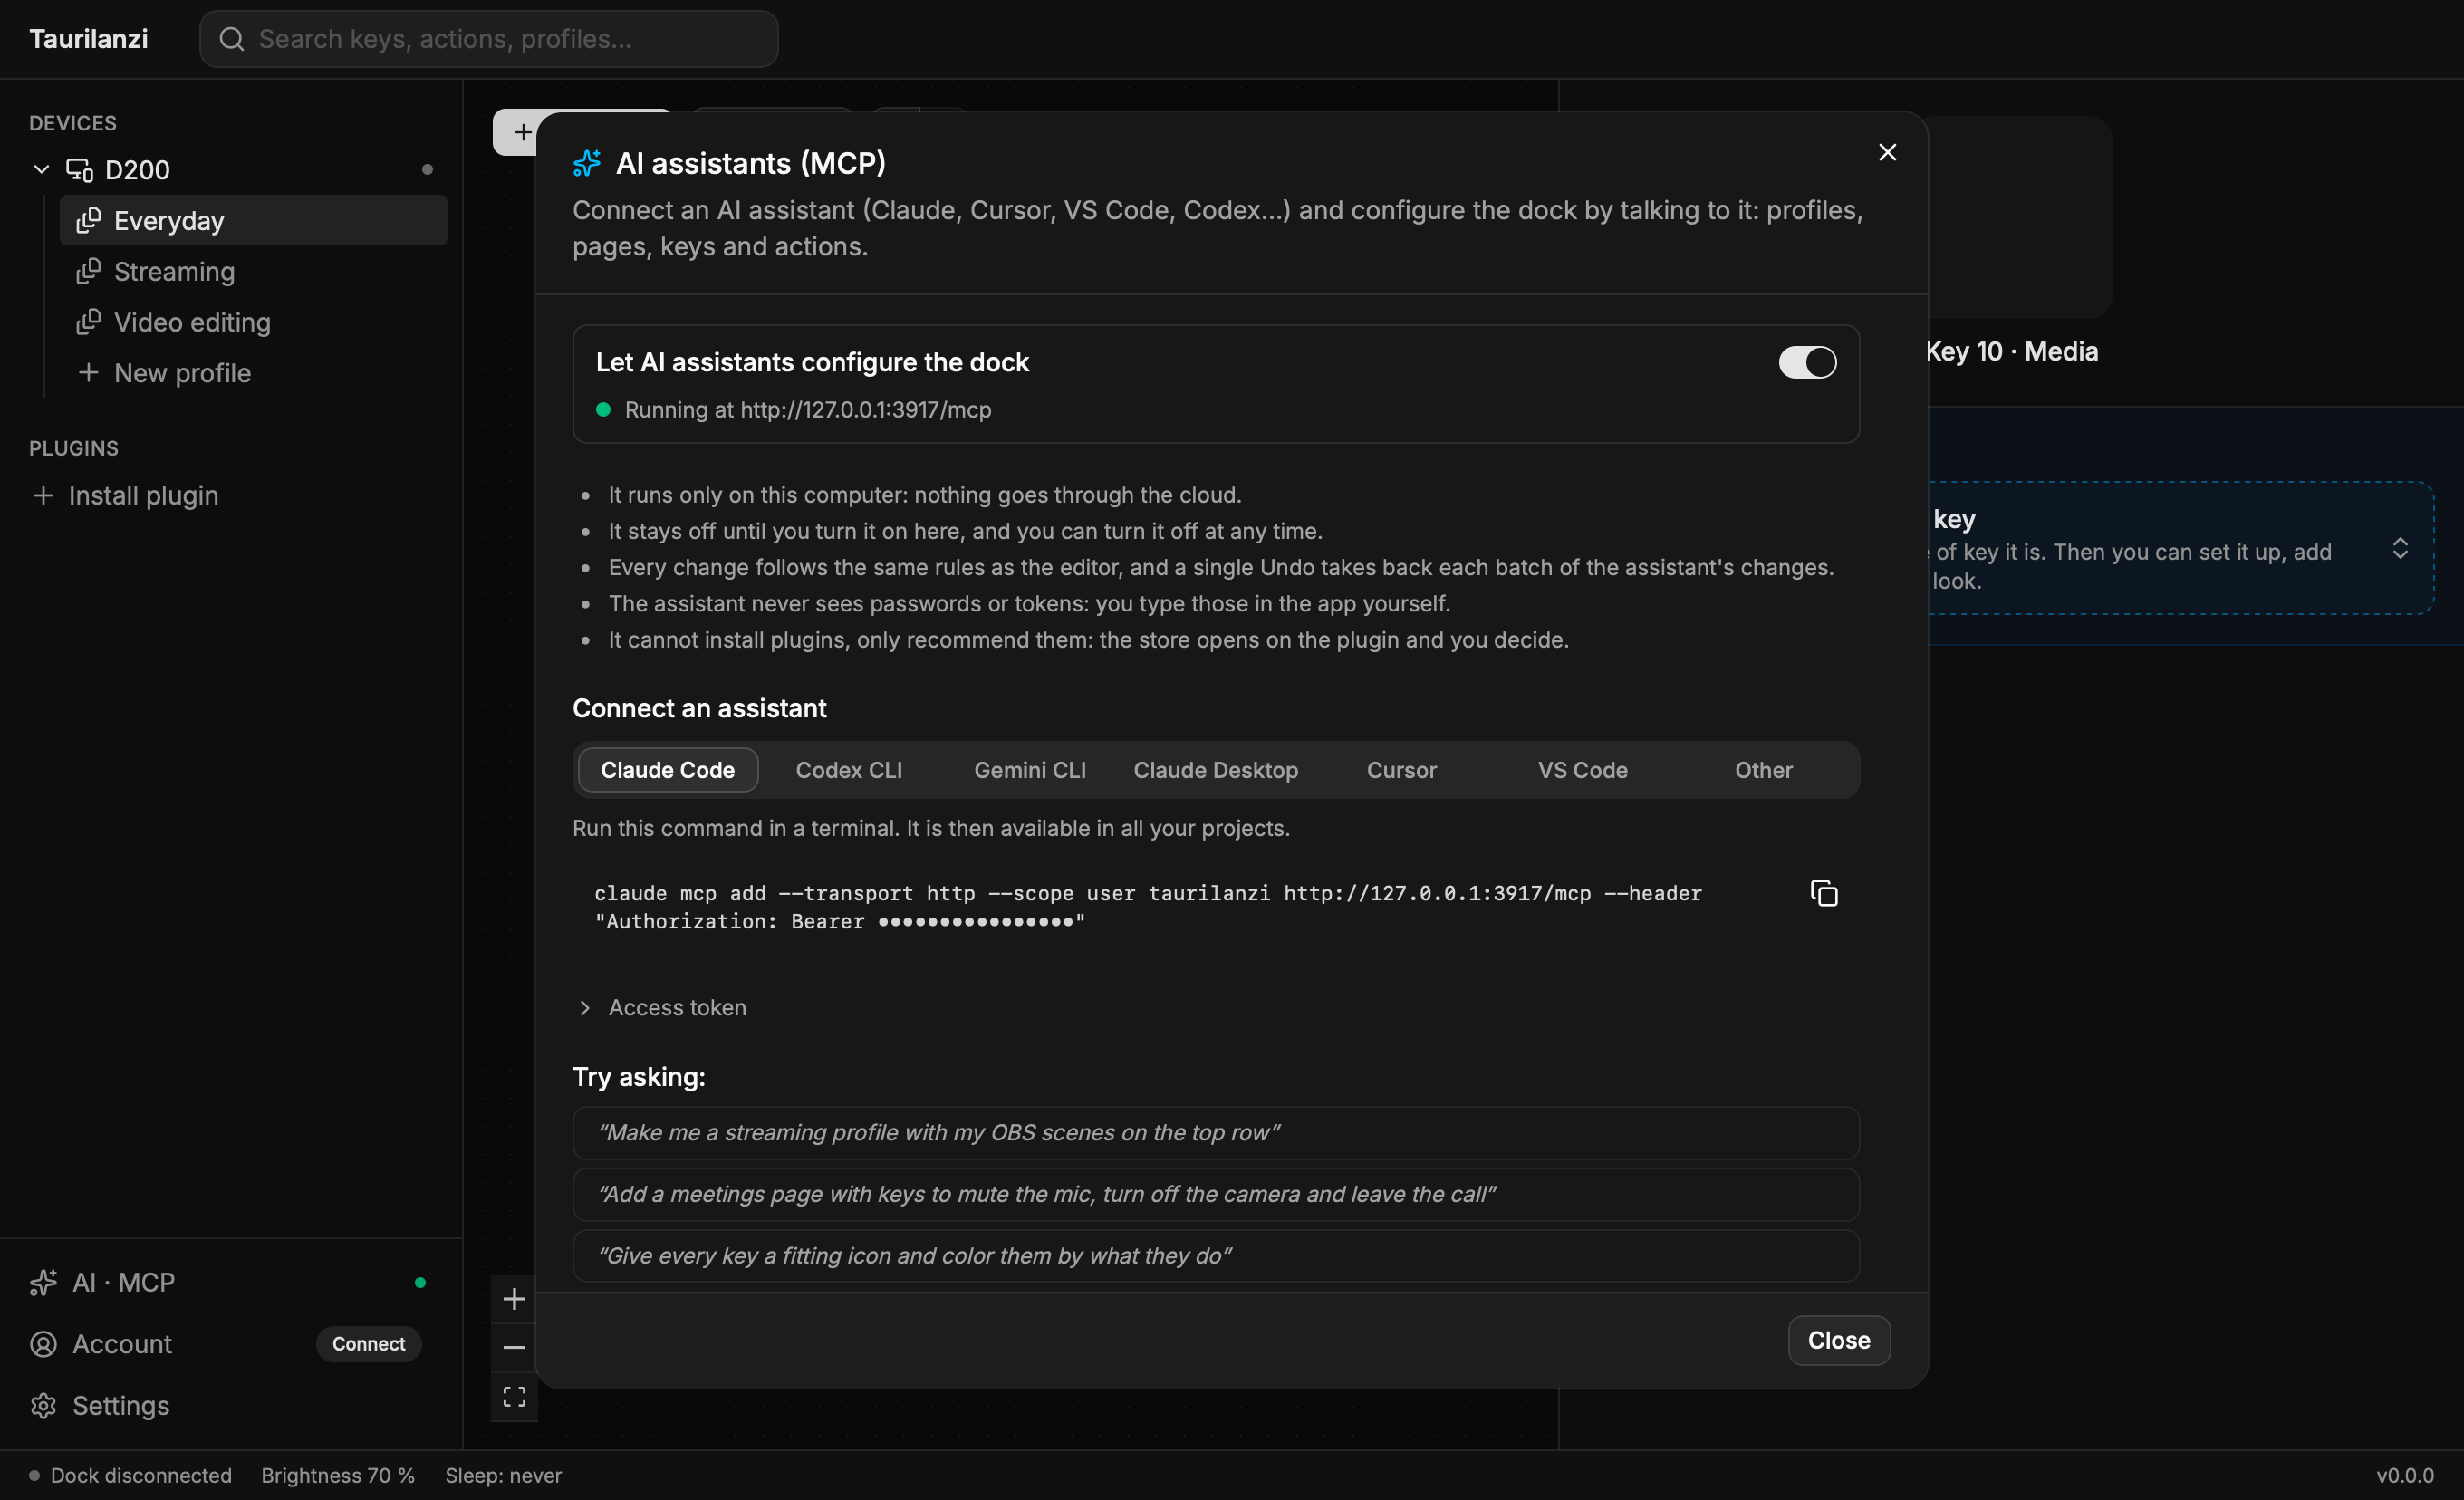 Taurilanzi
Search keys, actions, profiles...
DEVICES
D200
Everyday
Streaming
Video editing
New profile
PLUGINS
Install plugin
AI · MCP
Account
Connect
Settings
AI assistants (MCP)
Connect an AI assistant (Claude, Cursor, VS Code, Codex...) and configure the dock by talking to it: profiles,
pages, keys and actions.
Let AI assistants configure the dock
Running at http://127.0.0.1:3917/mcp
• It runs only on this computer: nothing goes through the cloud.
• It stays off until you turn it on here, and you can turn it off at any time.
• Every change follows the same rules as the editor, and a single Undo takes back each batch of the assistant's changes.
• The assistant never sees passwords or tokens: you type those in the app yourself.
• It cannot install plugins, only recommend them: the store opens on the plugin and you decide.
Connect an assistant
Claude Code
Codex CLI
Gemini CLI
Claude Desktop
Cursor
VS Code
Other
Run this command in a terminal. It is then available in all your projects.
claude mcp add --transport http --scope user taurilanzi http://127.0.0.1:3917/mcp --header
"Authorization: Bearer ●●●●●●●●●●●●●●●●"
Access token
Try asking:
“Make me a streaming profile with my OBS scenes on the top row”
“Add a meetings page with keys to mute the mic, turn off the camera and leave the call”
“Give every key a fitting icon and color them by what they do”
Close
Key 10 · Media
key
of key it is. Then you can set it up, add
look.
Dock disconnected
Brightness 70 %
Sleep: never
v0.0.0